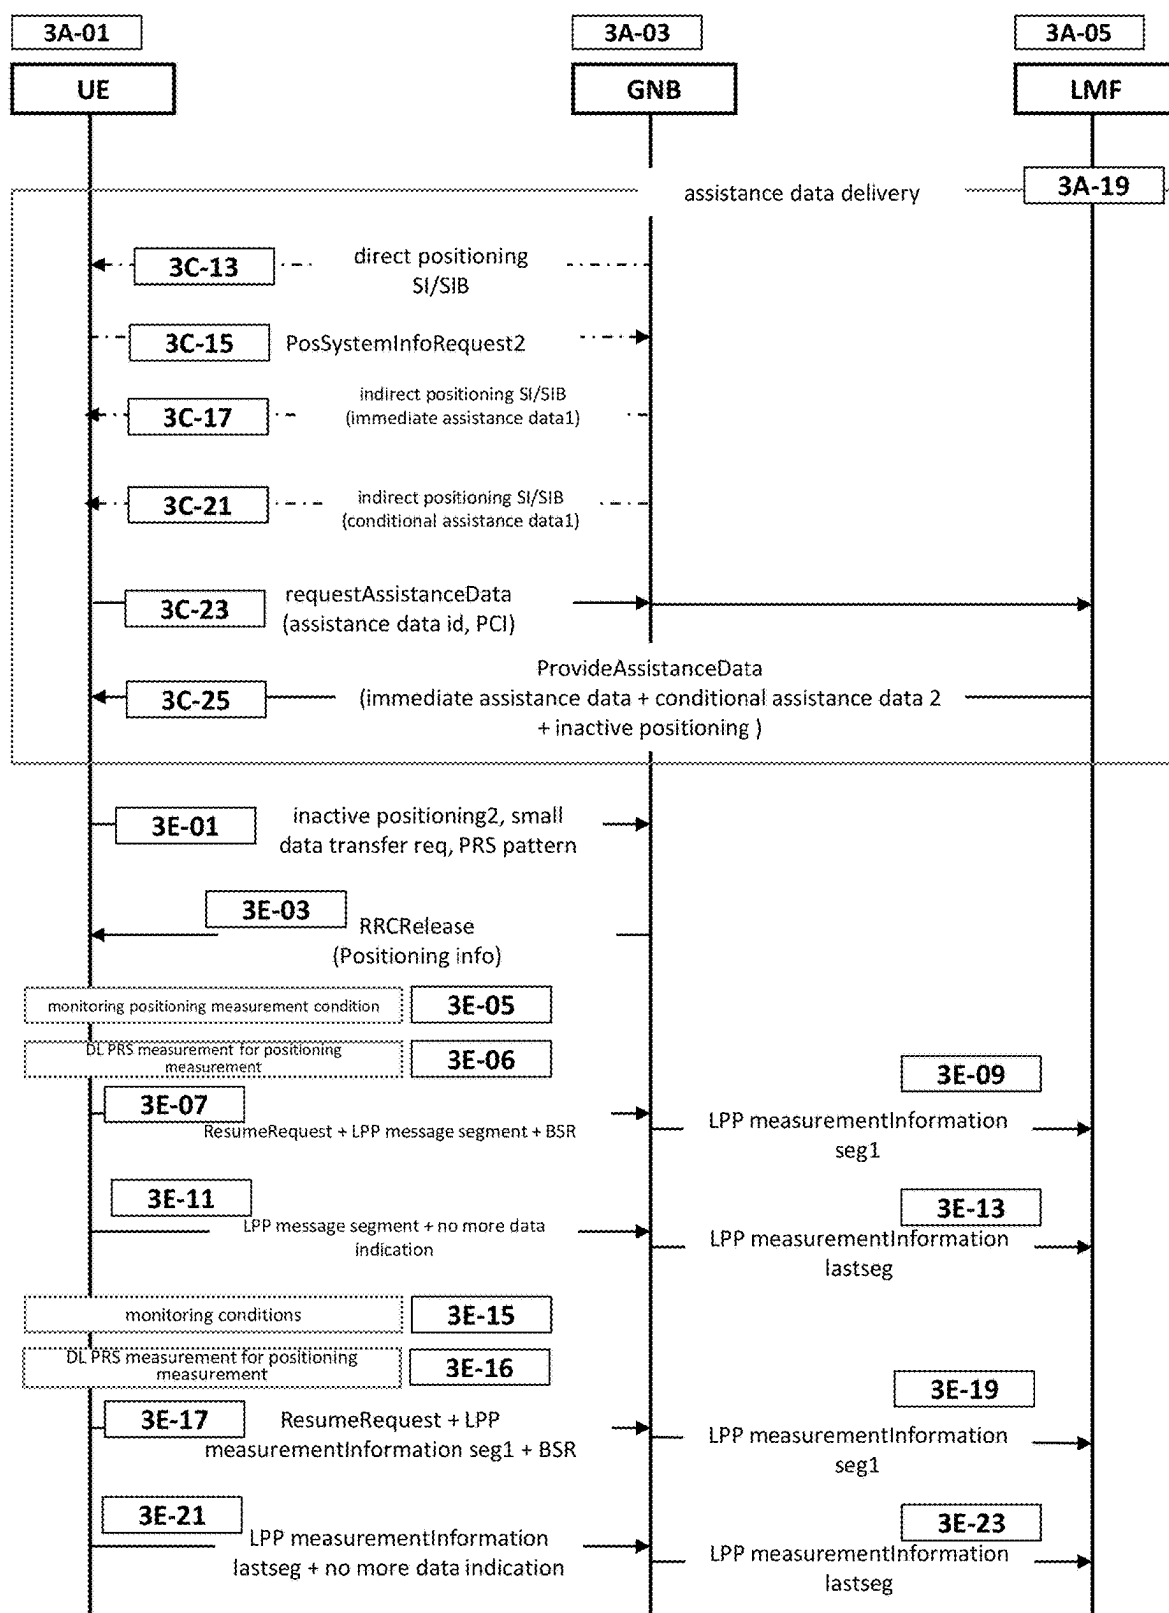 3A-01
3A-03
3A-05
UE
GNB
LMF
assistance data delivery
3A-19
3C-13
direct positioning
SI/SIB
3C-15
PosSystemInfoRequest2
3C-17
indirect positioning SI/SIB
(immediate assistance data1)
3C-21
indirect positioning SI/SIB
(conditional assistance data1)
3C-23
requestAssistanceData
(assistance data id, PCI)
3C-25
ProvideAssistanceData
(immediate assistance data + conditional assistance data 2
+ inactive positioning )
3E-01
inactive positioning2, small
data transfer req, PRS pattern
3E-03
RRCRelease
(Positioning info)
monitoring positioning measurement condition
3E-05
DL PRS measurement for positioning
measurement
3E-06
3E-07
ResumeRequest + LPP message segment + BSR
3E-09
LPP measurementInformation
seg1
3E-11
LPP message segment + no more data
indication
3E-13
LPP measurementInformation
lastseg
monitoring conditions
3E-15
DL PRS measurement for positioning
measurement
3E-16
3E-17
ResumeRequest + LPP
measurementInformation seg1 + BSR
3E-19
LPP measurementInformation
seg1
3E-21
LPP measurementInformation
lastseg + no more data indication
3E-23
LPP measurementInformation
lastseg